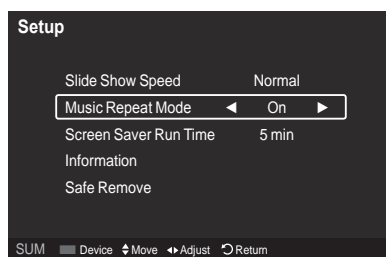 Setup
Slide Show Speed Normal
Music Repeat Mode ◄ On ►
Screen Saver Run Time 5 min
Information
Safe Remove
SUM Device Move Adjust Return